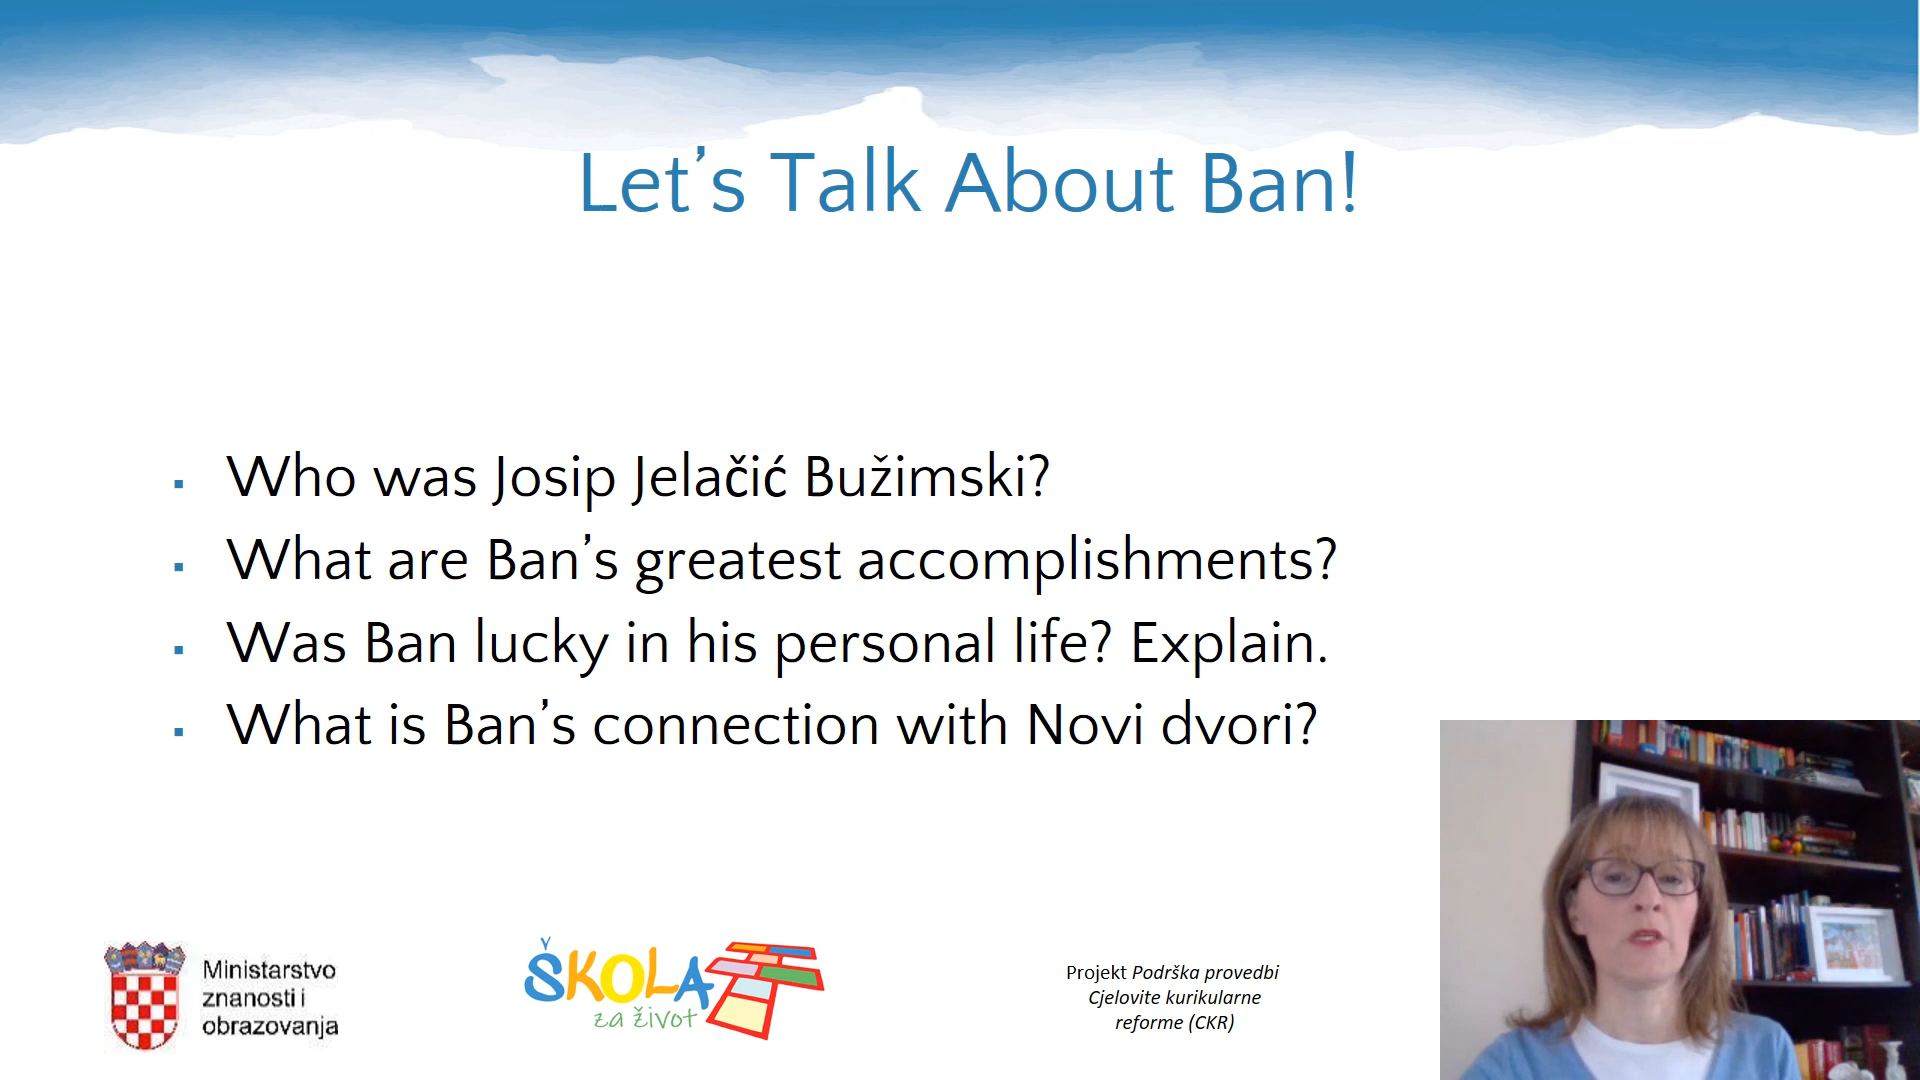 Let’s Talk About Ban!
Who was Josip Jelačić Bužimski?
What are Ban’s greatest accomplishments?
Was Ban lucky in his personal life? Explain.
What is Ban’s connection with Novi dvori?
Ministarstvo
znanosti i
obrazovanja
ŠKOLA
za život
Projekt Podrška provedbi
Cjelovite kurikularne
reforme (CKR)